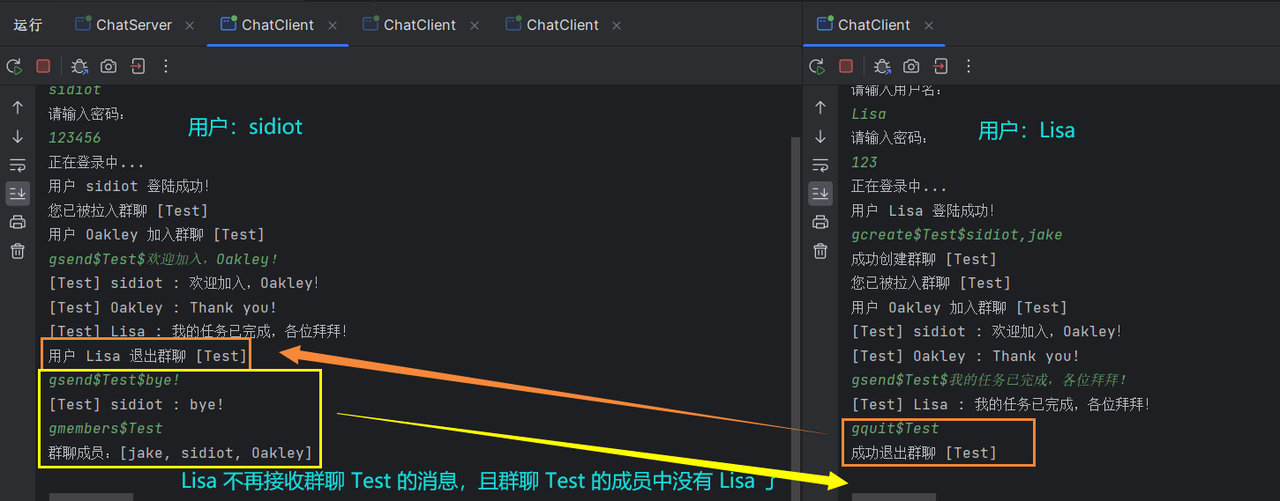 运行 ChatServer × ChatClient × ChatClient × ChatClient ×
sidiot
请输入密码：
123456
用户：sidiot
正在登录中...
用户 sidiot 登陆成功！
您已被拉入群聊 [Test]
用户 Oakley 加入群聊 [Test]
gsend$Test$欢迎加入，Oakley！
[Test] sidiot : 欢迎加入，Oakley！
[Test] Oakley : Thank you!
[Test] Lisa : 我的任务已完成，各位拜拜！
用户 Lisa 退出群聊 [Test]
gsend$Test$bye!
[Test] sidiot : bye!
gmembers$Test
群聊成员：[jake, sidiot, Oakley]
ChatClient ×
请输入用户名：
Lisa
请输入密码：
用户：Lisa
123
正在登录中...
用户 Lisa 登陆成功！
gcreate$Test$sidiot,jake
成功创建群聊 [Test]
您已被拉入群聊 [Test]
用户 Oakley 加入群聊 [Test]
[Test] sidiot : 欢迎加入，Oakley！
[Test] Oakley : Thank you!
gsend$Test$我的任务已完成，各位拜拜！
[Test] Lisa : 我的任务已完成，各位拜拜！
gquit$Test
成功退出群聊 [Test]
Lisa 不再接收群聊 Test 的消息，且群聊 Test 的成员中没有 Lisa 了